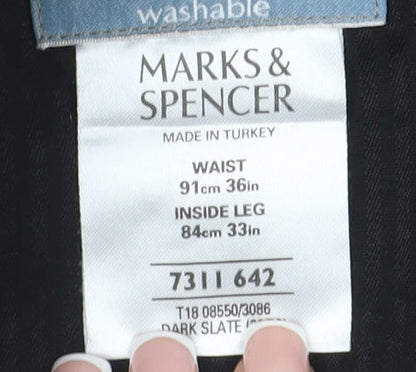 washable
MARKS &
SPENCER
MADE IN TURKEY
WAIST
91cm 36in
INSIDE LEG
84cm 33in
7311 642
T18 08550/3086
DARK SLATE